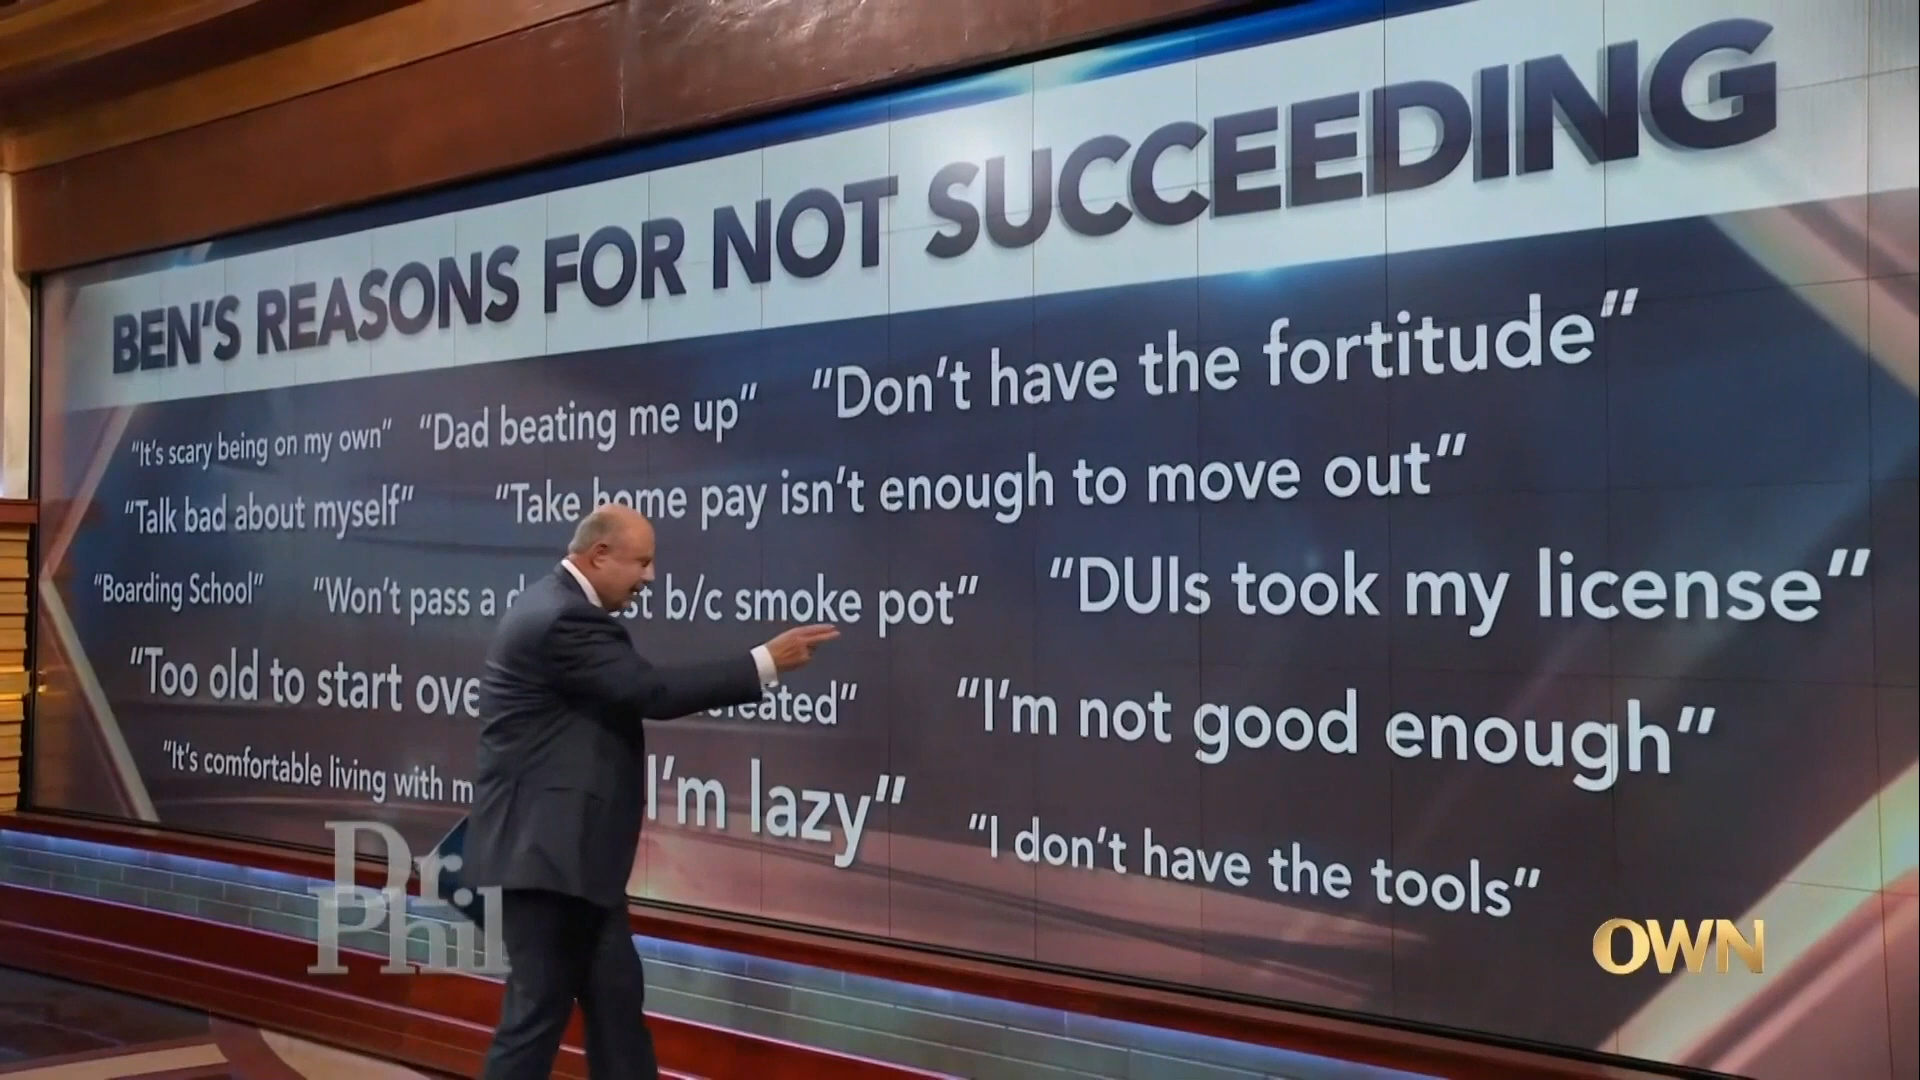 BEN'S REASONS FOR NOT SUCCEEDING
"It's scary being on my own" "Dad beating me up" "Don't have the fortitude"
"Talk bad about myself" "Take home pay isn't enough to move out"
"Boarding School" "Won't pass a b/c smoke pot" "DUIs took my license"
"Too old to start "I'm not good enough"
"It's comfortable living with I'm lazy"
"I don't have the tools"
Dr.
Phil
OWN